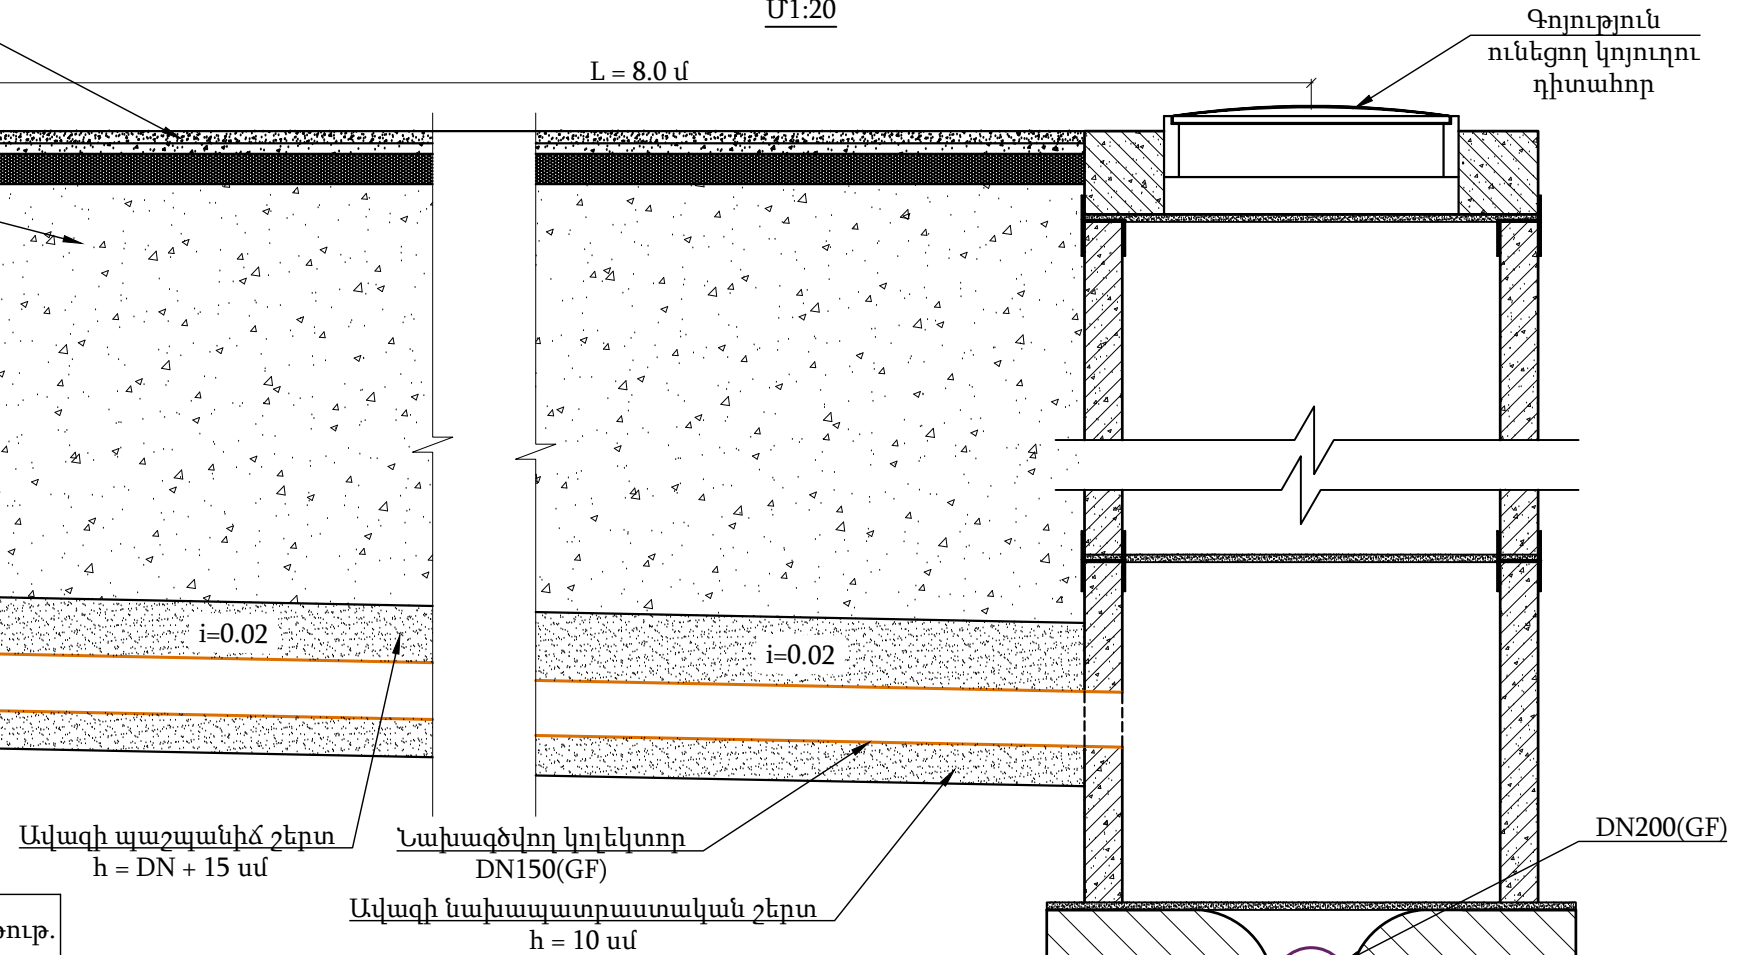 Մ1:20
Գոյություն
ունեցող կոյուղու
դիտահոր
L = 8.0 մ
i=0.02
i=0.02
Ավազի պաշպանիճ շերտ
h = DN + 15 սմ
Նախագծվող կոլեկտոր
DN150(GF)
DN200(GF)
Ավազի նախապատրաստական շերտ
h = 10 սմ